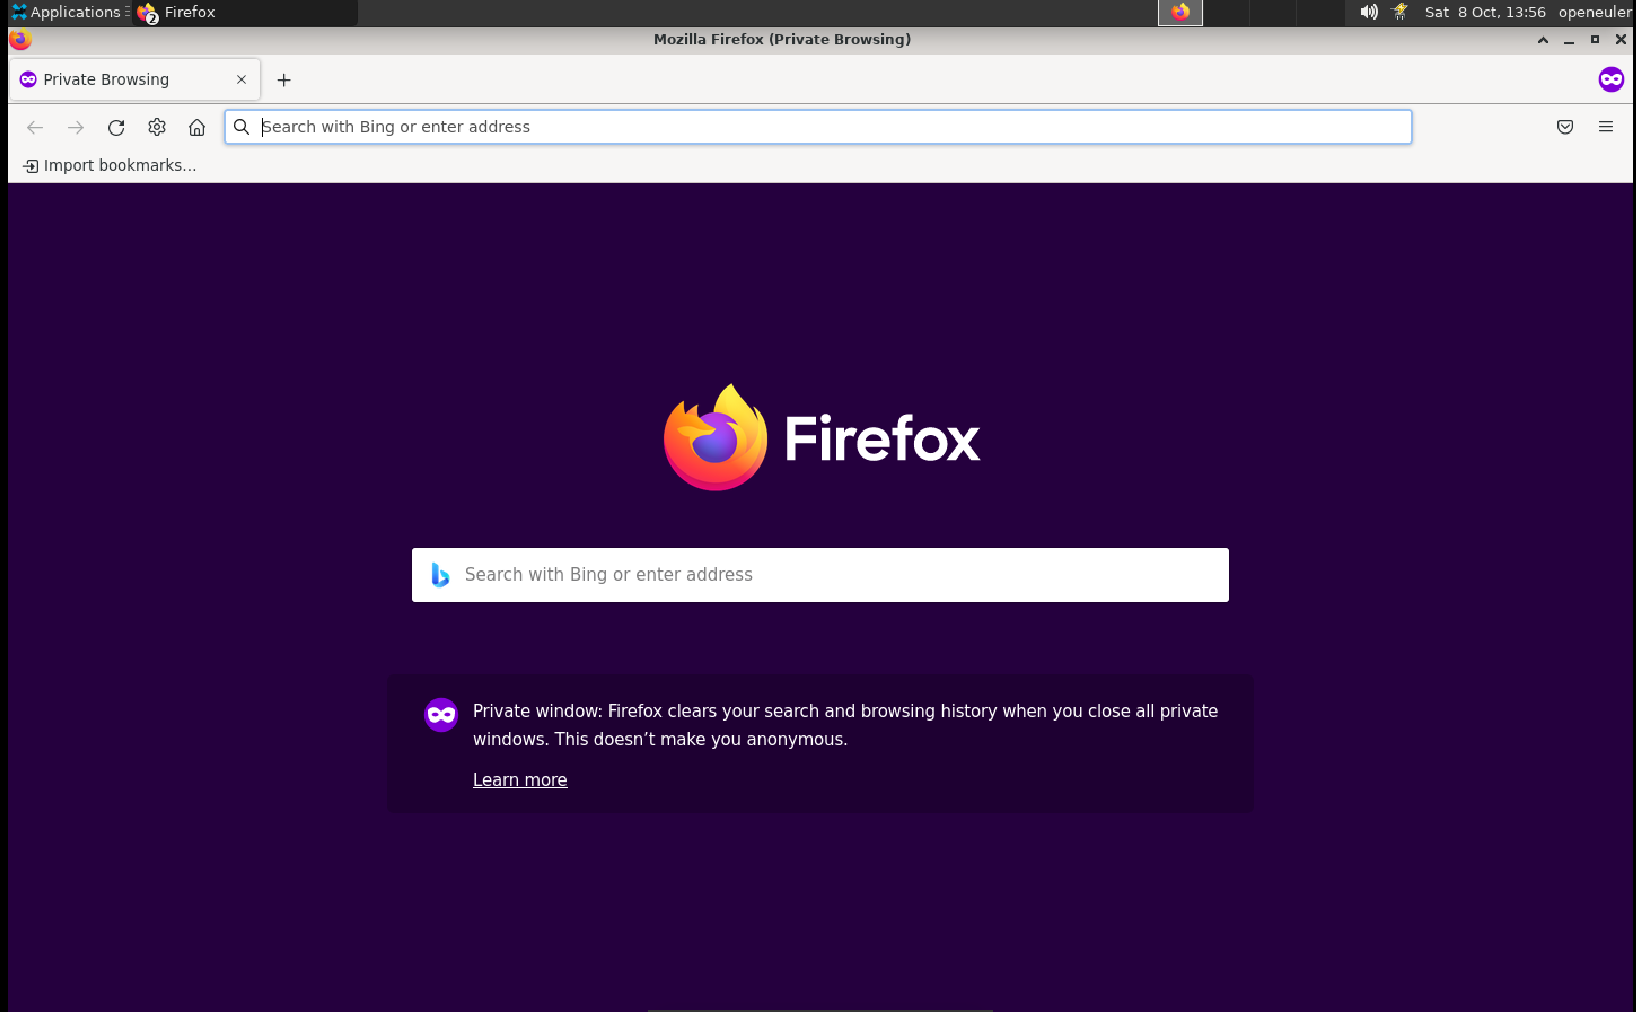 Applications
2 Firefox
Sat 8 Oct, 13:56 openeuler
Mozilla Firefox (Private Browsing)
Private Browsing
Search with Bing or enter address
Import bookmarks...
Firefox
Search with Bing or enter address
Private window: Firefox clears your search and browsing history when you close all private
windows. This doesn’t make you anonymous.
Learn more